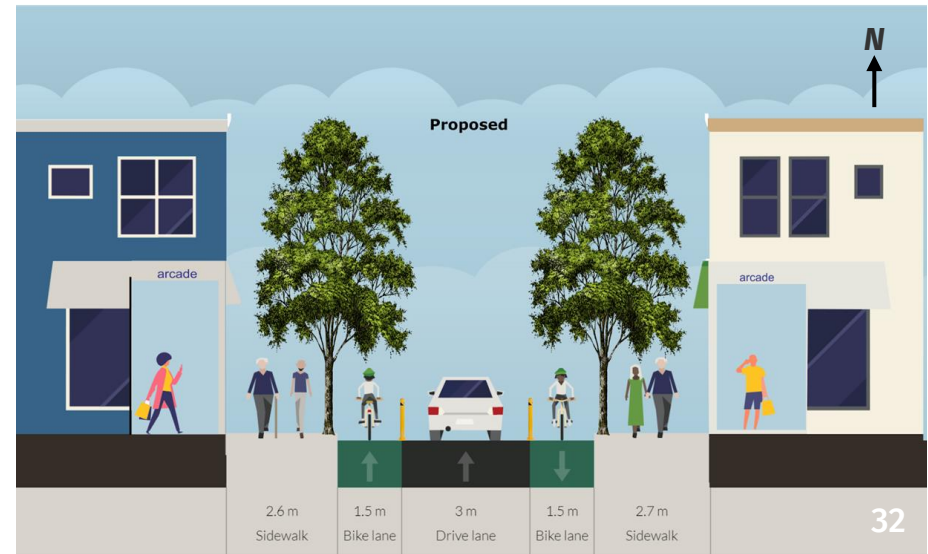 N
Proposed
arcade
arcade
2.6 m
Sidewalk
1.5 m
Bike lane
3 m
Drive lane
1.5 m
Bike lane
2.7 m
Sidewalk
32